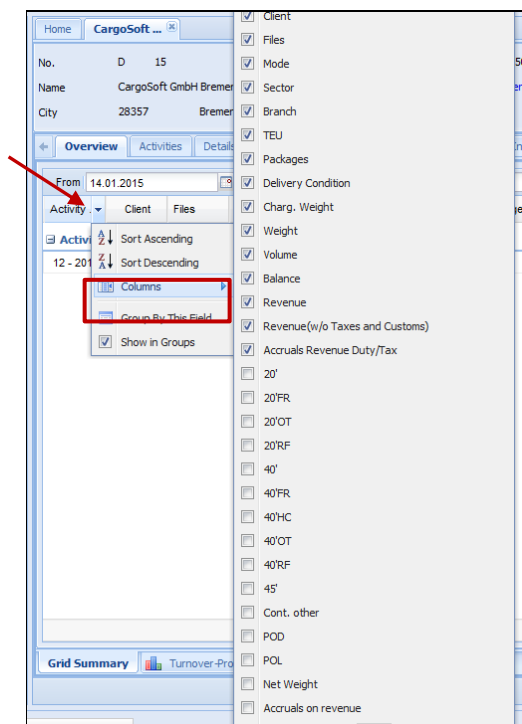 Home CargoSoft ...
No. D 15
Name CargoSoft GmbH Bremen
City 28357 Bremen
Overview Activities Details
From 14.01.2015
Activity . Client Files
Activi
12 - 201
Sort Ascending
Sort Descending
Columns
Group By This Field
Show in Groups
Client
Files
Mode
Sector
Branch
TEU
Packages
Delivery Condition
Charg. Weight
Weight
Volume
Balance
Revenue
Revenue(w/o Taxes and Customs)
Accruals Revenue Duty/Tax
20'
20'FR
20'OT
20'RF
40'
40'FR
40'HC
40'OT
40'RF
45'
Cont. other
POD
POL
Net Weight
Accruals on revenue
Grid Summary Turnover-Pro